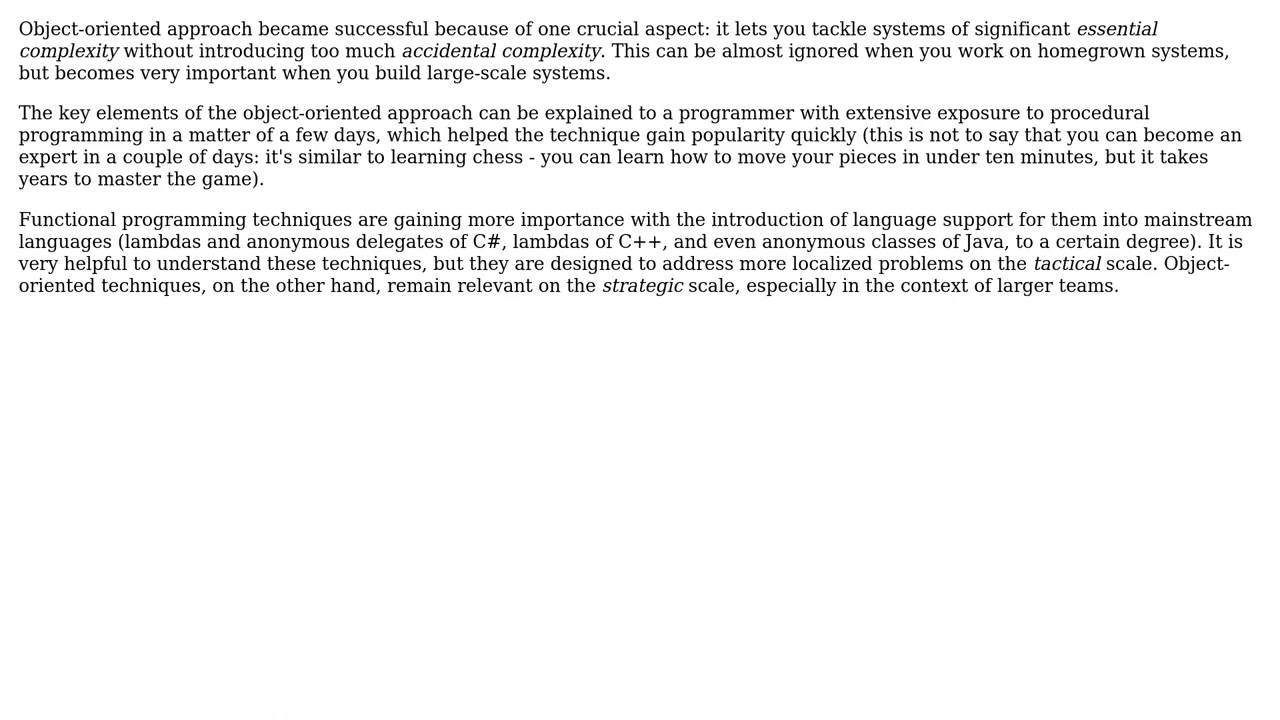 Object-oriented approach became successful because of one crucial aspect: it lets you tackle systems of significant essential
complexity without introducing too much accidental complexity. This can be almost ignored when you work on homegrown systems,
but becomes very important when you build large-scale systems.
The key elements of the object-oriented approach can be explained to a programmer with extensive exposure to procedural
programming in a matter of a few days, which helped the technique gain popularity quickly (this is not to say that you can become an
expert in a couple of days: it's similar to learning chess - you can learn how to move your pieces in under ten minutes, but it takes
years to master the game).
Functional programming techniques are gaining more importance with the introduction of language support for them into mainstream
languages (lambdas and anonymous delegates of C#, lambdas of C++, and even anonymous classes of Java, to a certain degree). It is
very helpful to understand these techniques, but they are designed to address more localized problems on the tactical scale. Object-
oriented techniques, on the other hand, remain relevant on the strategic scale, especially in the context of larger teams.